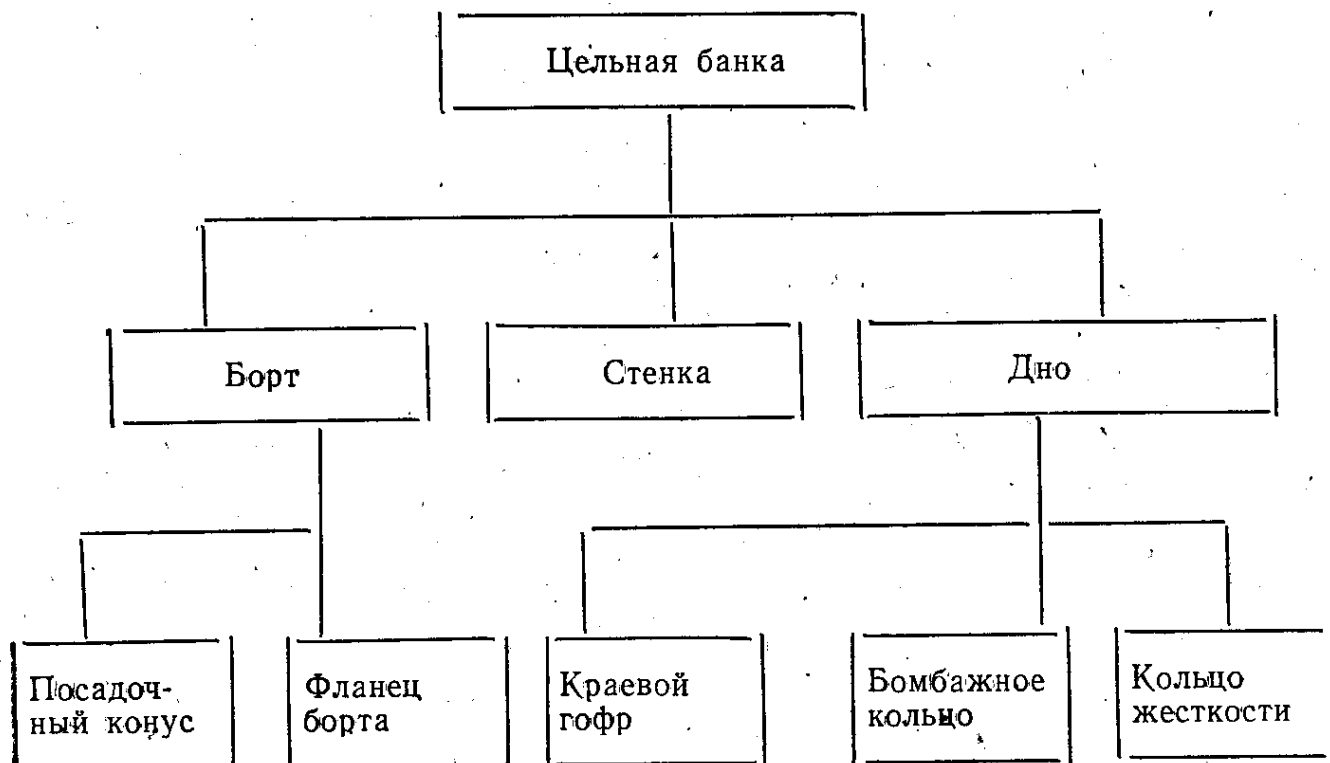 Цельная банка
Борт
Стенка
Дно
Посадоч-
ный конус
Фланец
борта
Краевой
гофр
Бомбажное
кольцо
Кольцо
жесткости